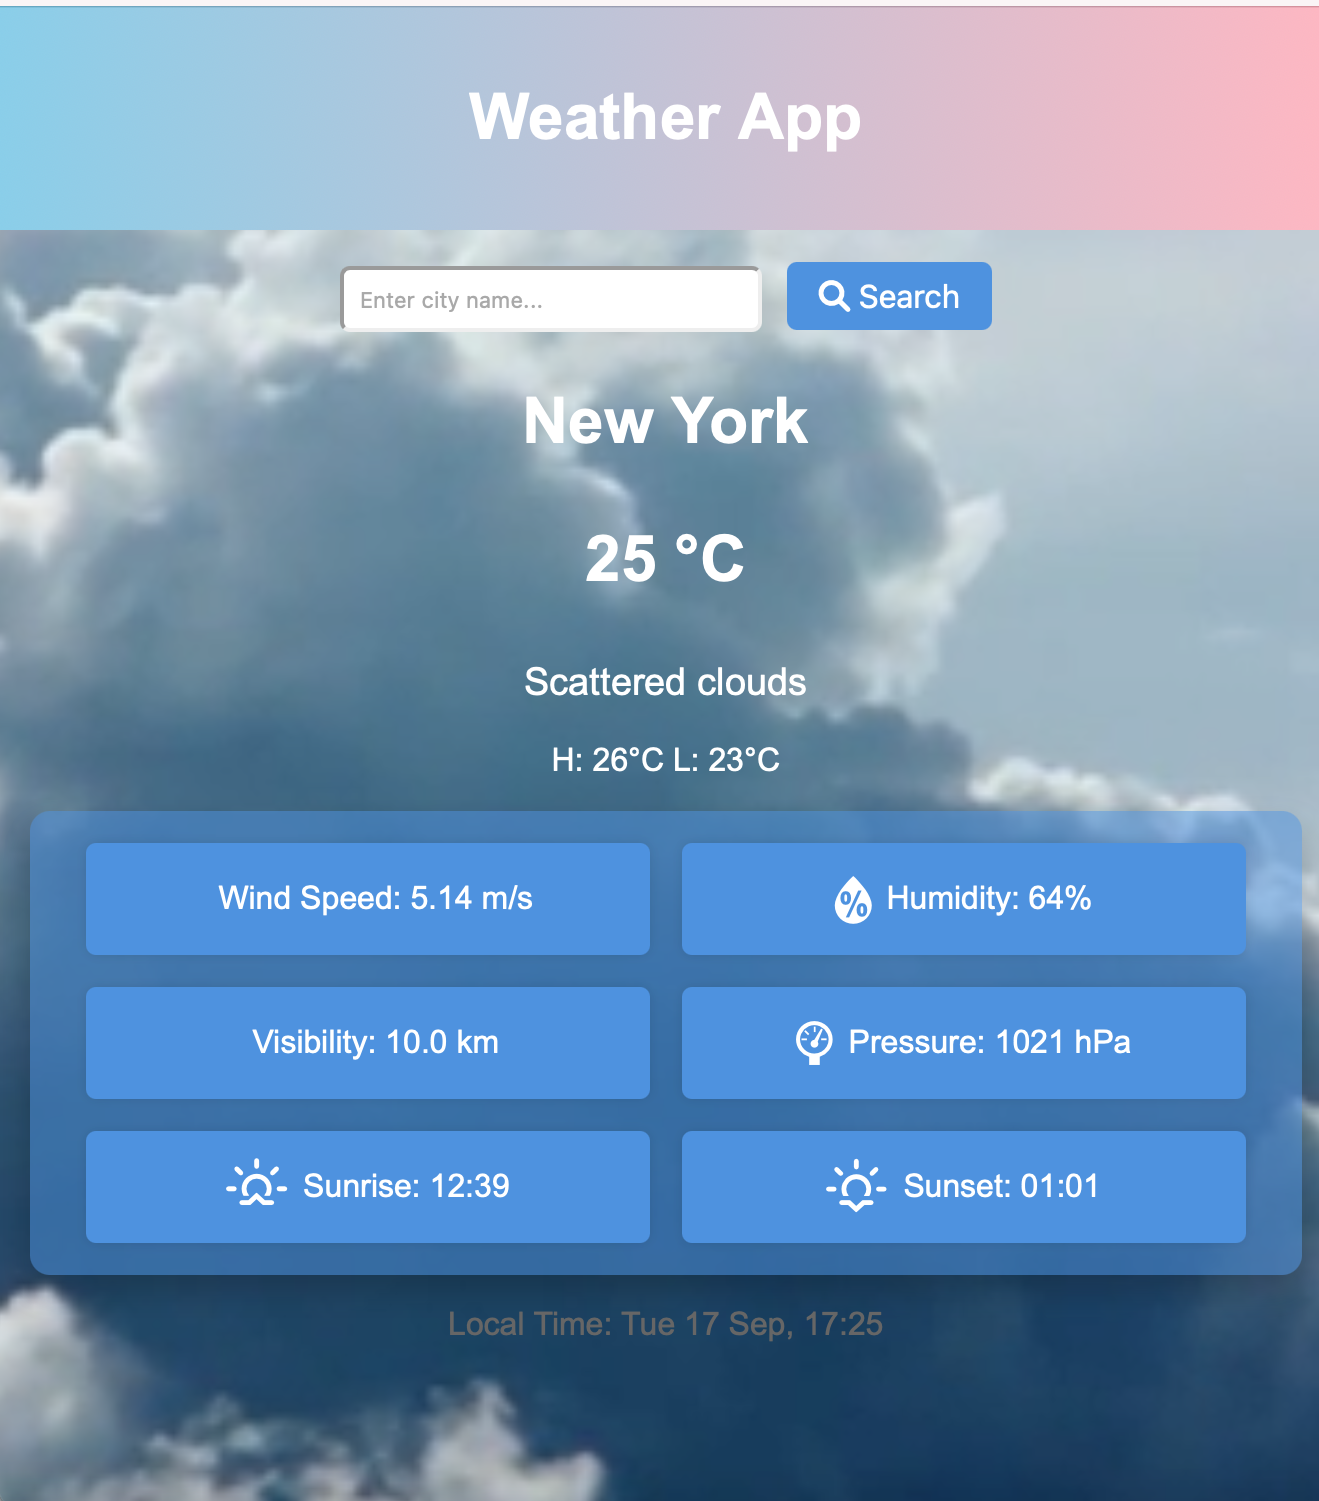 Weather App
Enter city name...
Search
New York
25 °C
Scattered clouds
H: 26°C L: 23°C
Wind Speed: 5.14 m/s
% Humidity: 64%
Visibility: 10.0 km
Pressure: 1021 hPa
Sunrise: 12:39
Sunset: 01:01
Local Time: Tue 17 Sep, 17:25